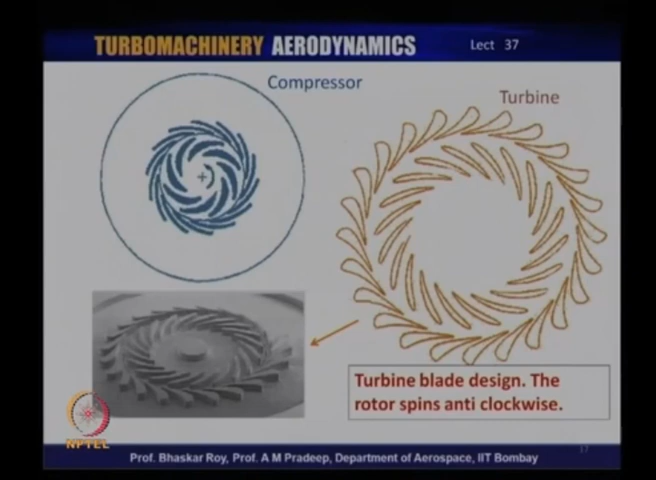 TURBOMACHINERY AERODYNAMICS
Lect 37
Compressor
Turbine
Turbine blade design. The
rotor spins anti clockwise.
NPTEL
17
Prof. Bhaskar Roy, Prof. A M Pradeep, Department of Aerospace, IIT Bombay